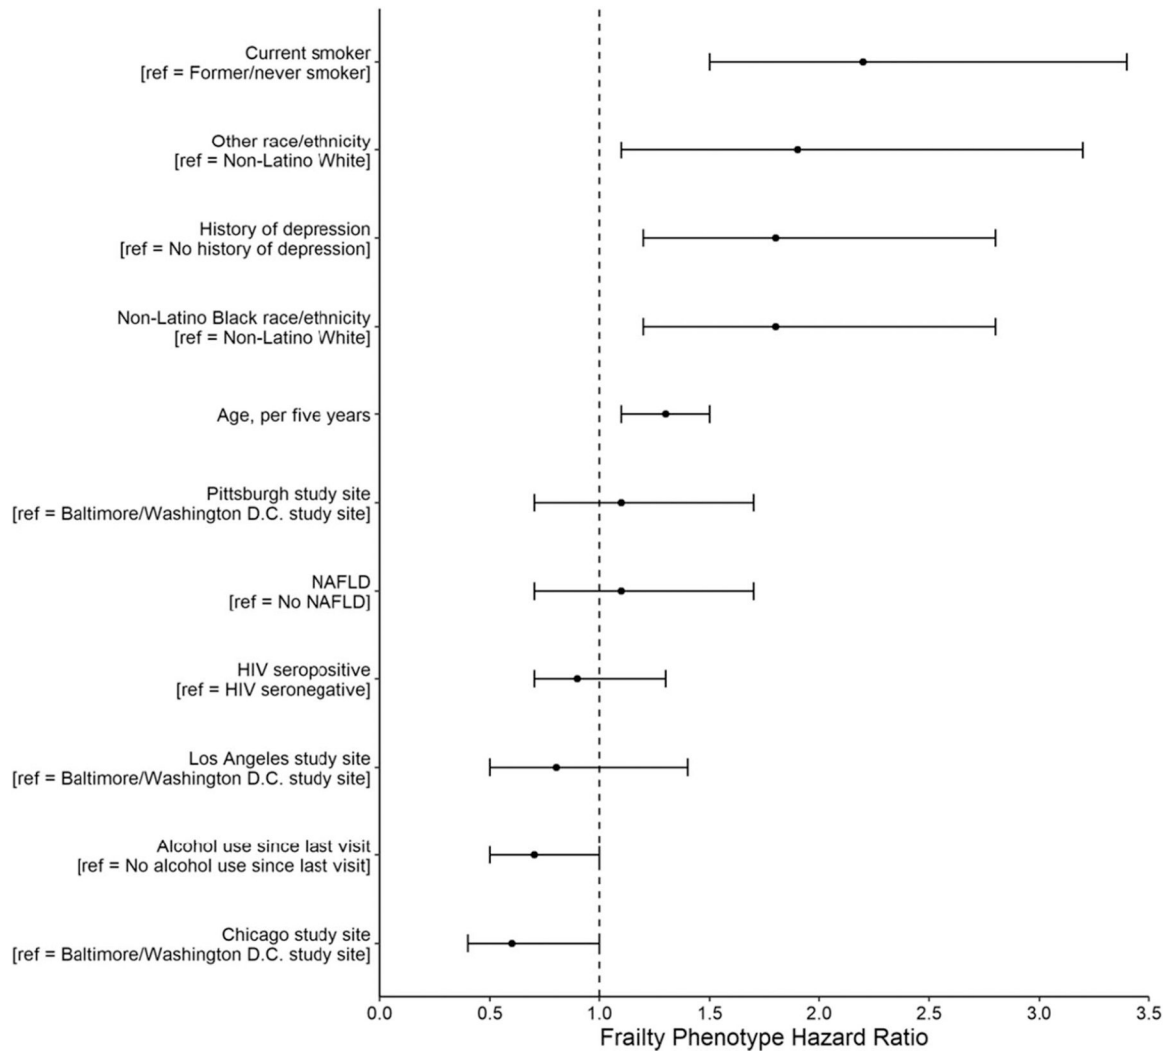 Current smoker
[ref = Former/never smoker]
Other race/ethnicity
[ref = Non-Latino White]
History of depression
[ref = No history of depression]
Non-Latino Black race/ethnicity
[ref = Non-Latino White]
Age, per five years
Pittsburgh study site
[ref = Baltimore/Washington D.C. study site]
NAFLD
[ref = No NAFLD]
HIV seropositive
[ref = HIV seronegative]
Los Angeles study site
[ref = Baltimore/Washington D.C. study site]
Alcohol use since last visit
[ref = No alcohol use since last visit]
Chicago study site
[ref = Baltimore/Washington D.C. study site]
0.0 0.5 1.0 1.5 2.0 2.5 3.0 3.5
Frailty Phenotype Hazard Ratio